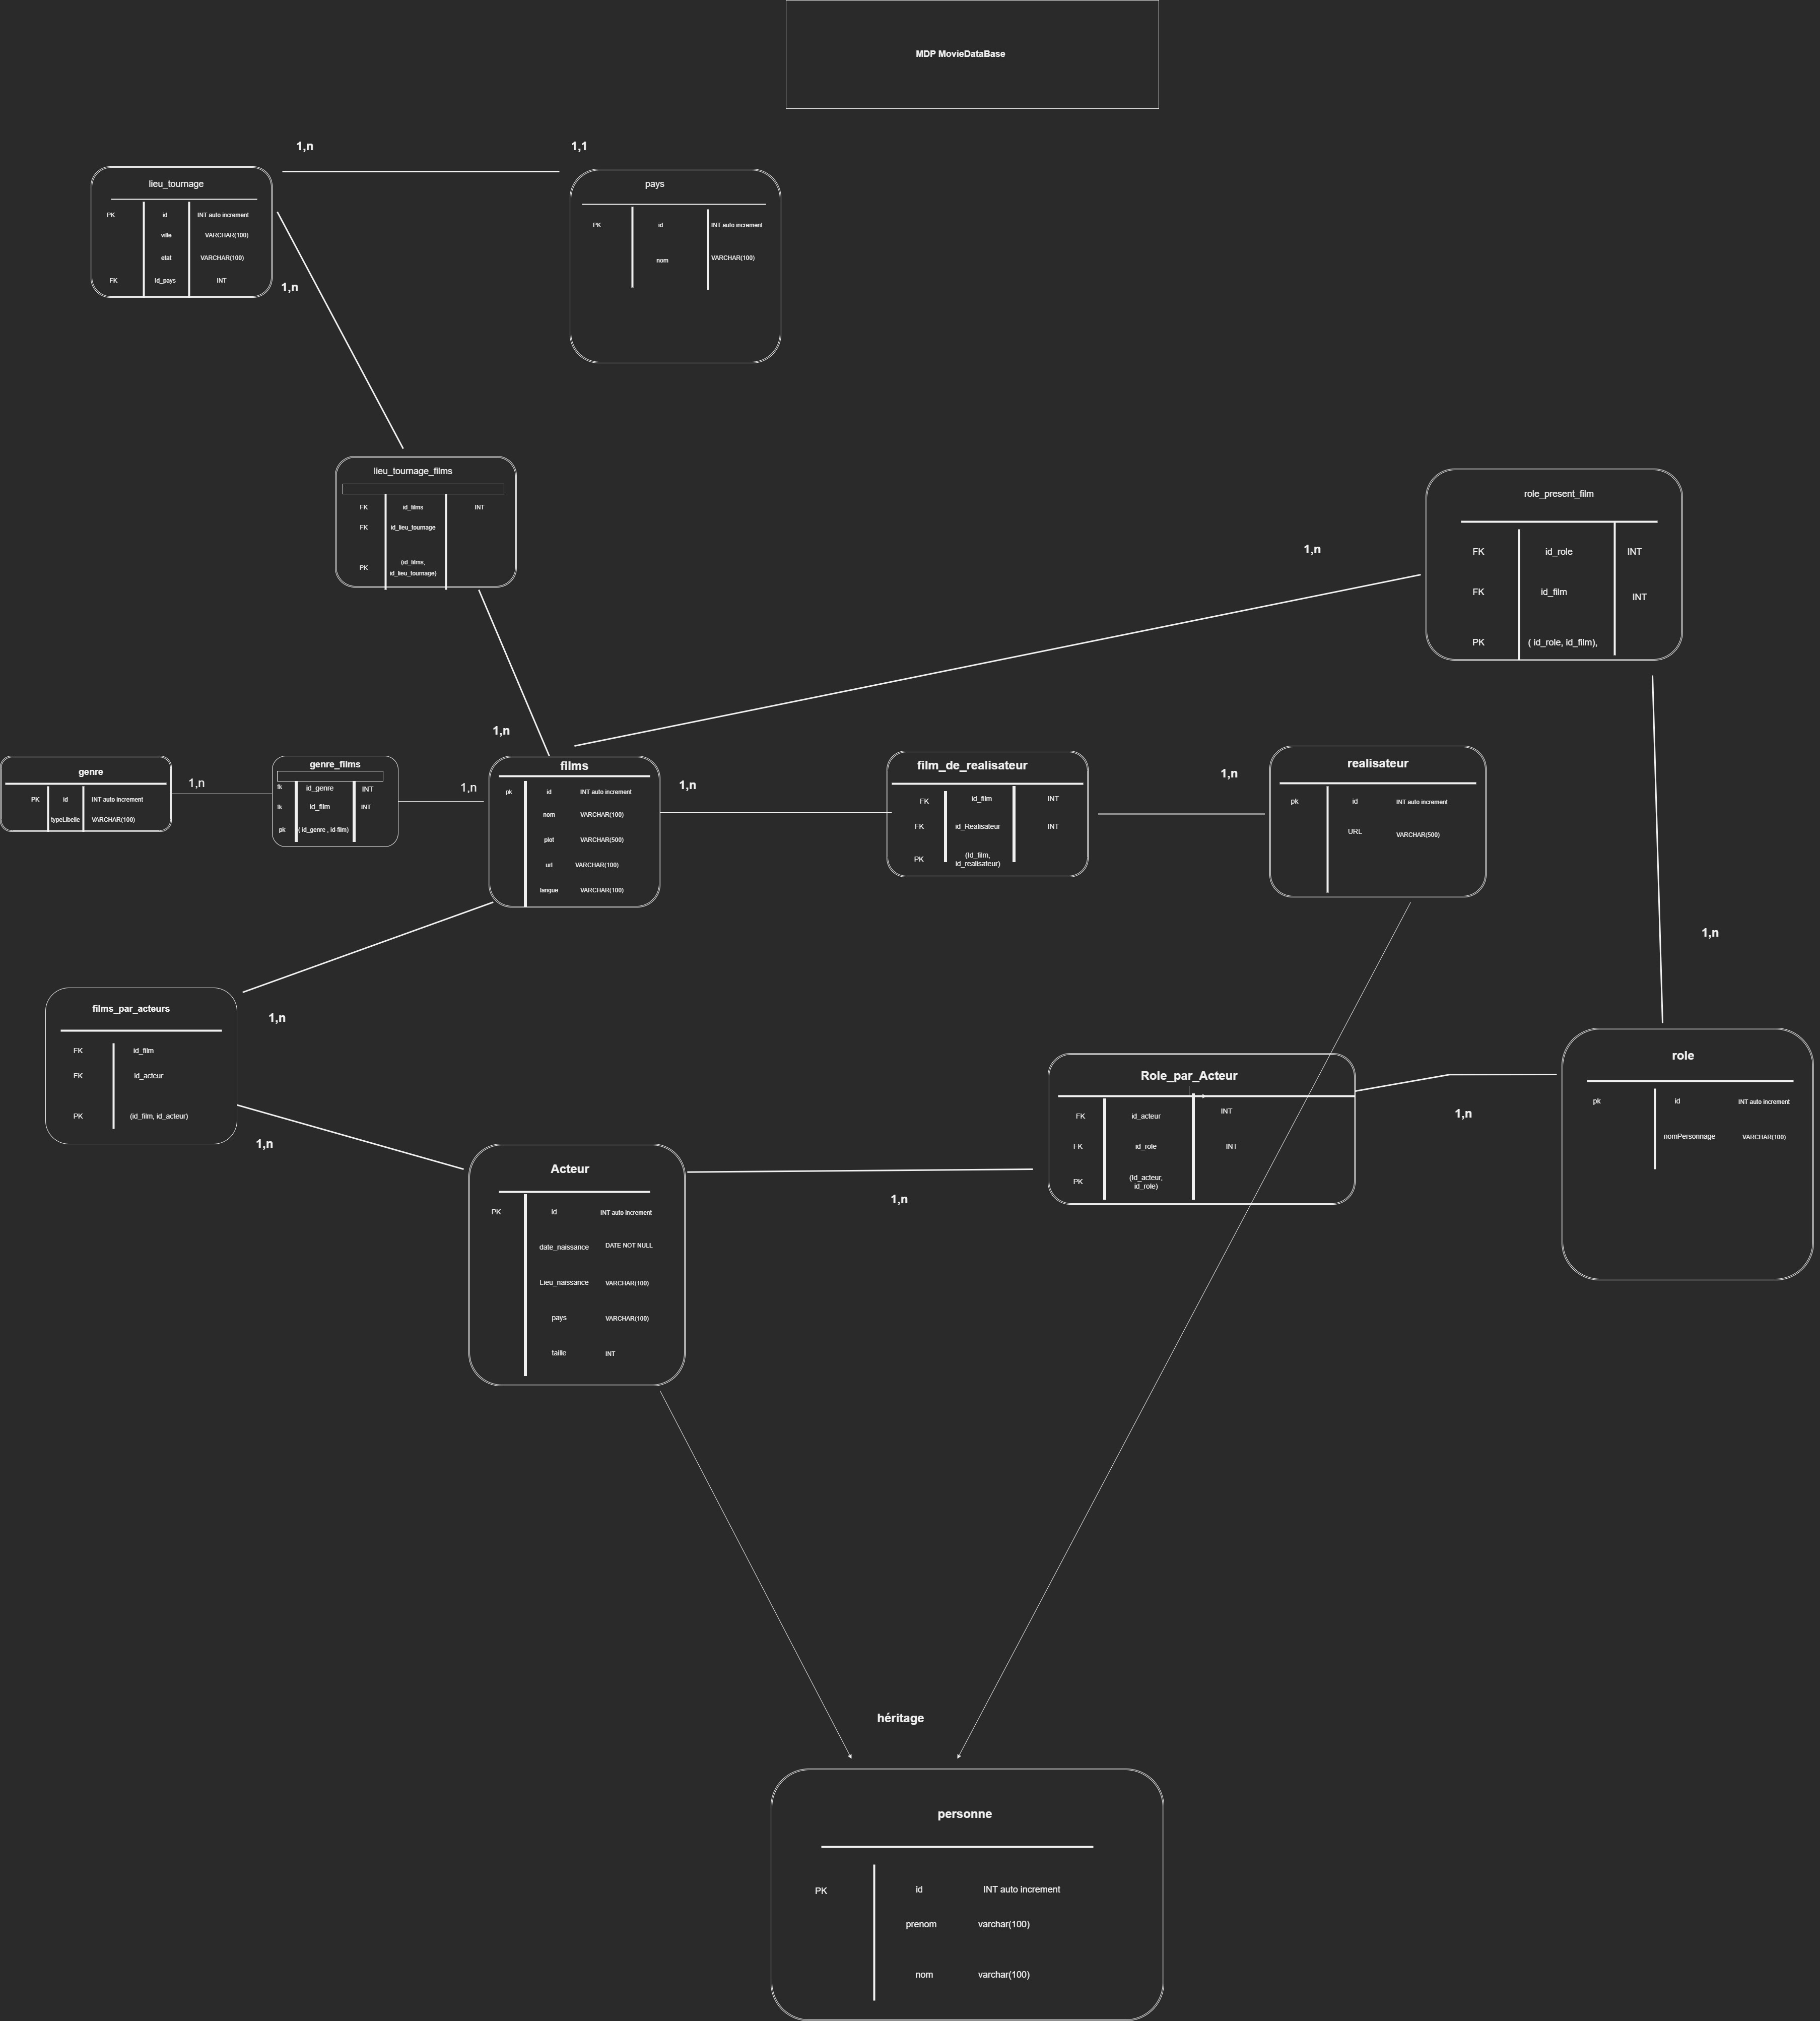 MDP MovieDataBase
1,n
1,1
lieu_tournage
PK id INT auto increment
ville VARCHAR(100)
etat VARCHAR(100)
FK id_pays INT
pays
PK id INT auto increment
nom VARCHAR(100)
1,n
lieu_tournage_films
FK id_films INT
FK id_lieu_tournage
PK (id_films,
id_lieu_tournage)
role_present_film
FK id_role INT
FK id_film INT
PK ( id_role, id_film),
1,n
1,n
genre
PK id INT auto increment
typeLibelle VARCHAR(100)
1,n
genre_films
fk id_genre INT
fk id_film INT
pk ( id_genre , id-film)
1,n
films
pk id INT auto increment
nom VARCHAR(100)
plot VARCHAR(500)
url VARCHAR(100)
langue VARCHAR(100)
1,n
film_de_realisateur
FK id_film INT
FK id_Realisateur INT
PK (Id_film,
id_realisateur)
1,n
realisateur
pk id INT auto increment
URL VARCHAR(500)
1,n
films_par_acteurs
FK id_film
FK id_acteur
PK (id_film, id_acteur)
1,n
1,n
Acteur
PK id INT auto increment
date_naissance DATE NOT NULL
Lieu_naissance VARCHAR(100)
pays VARCHAR(100)
taille INT
1,n
Role_par_Acteur
FK id_acteur INT
FK id_role INT
PK (Id_acteur,
id_role)
1,n
role
pk id INT auto increment
nomPersonnage VARCHAR(100)
héritage
personne
PK id INT auto increment
prenom varchar(100)
nom varchar(100)